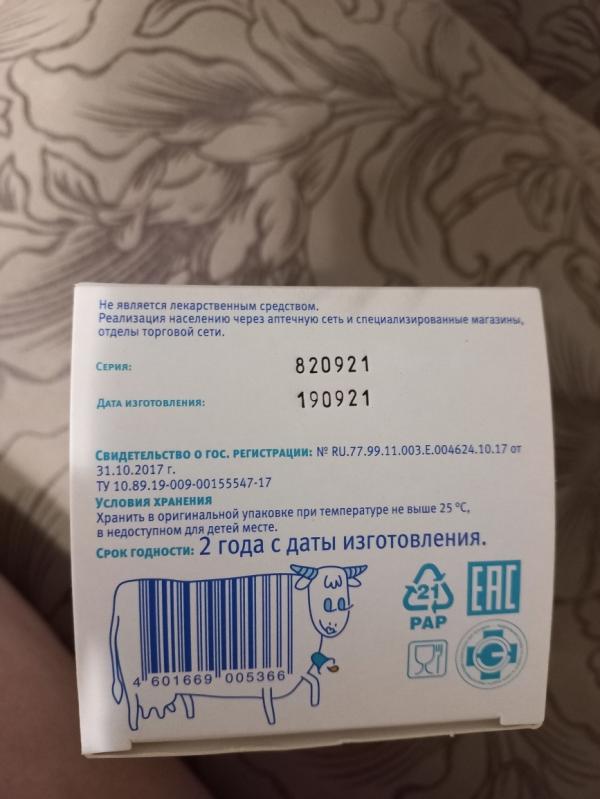 Не является лекарственным средством.
Реализация населению через аптечную сеть и специализированные магазины,
отделы торговой сети.
Серия: 820921
Дата изготовления: 190921
Свидетельство о гос. регистрации: № RU.77.99.11.003.Е.004624.10.17 от
31.10.2017 г.
ТУ 10.89.19-009-00155547-17
Условия хранения
Хранить в оригинальной упаковке при температуре не выше 25 °С,
в недоступном для детей месте.
Срок годности: 2 года с даты изготовления.
21
PAP
EAC
4 601669 005366